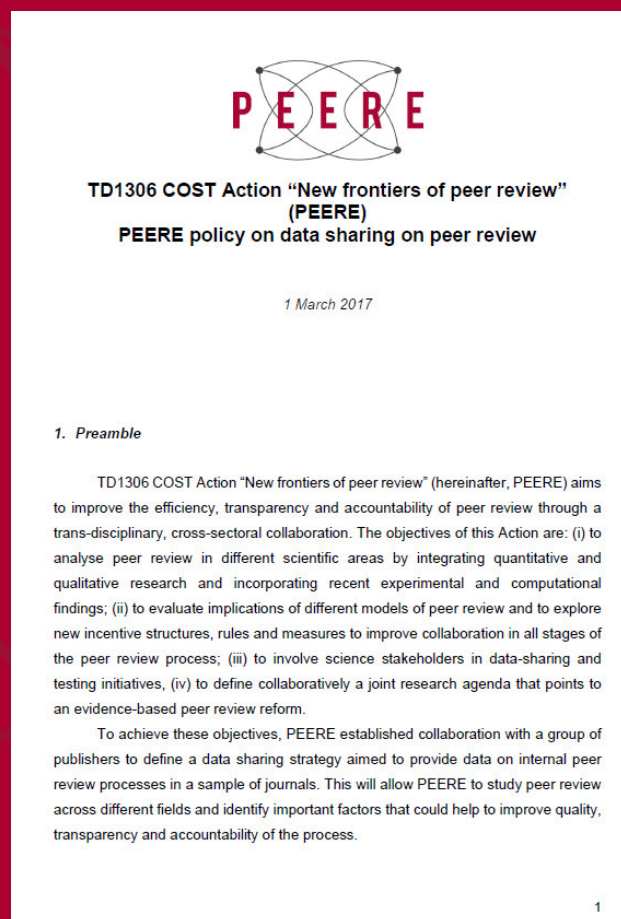 PEERE
TD1306 COST Action “New frontiers of peer review”
(PEERE)
PEERE policy on data sharing on peer review
1 March 2017
1. Preamble
TD1306 COST Action “New frontiers of peer review” (hereinafter, PEERE) aims
to improve the efficiency, transparency and accountability of peer review through a
trans-disciplinary, cross-sectoral collaboration. The objectives of this Action are: (i) to
analyse peer review in different scientific areas by integrating quantitative and
qualitative research and incorporating recent experimental and computational
findings; (ii) to evaluate implications of different models of peer review and to explore
new incentive structures, rules and measures to improve collaboration in all stages of
the peer review process; (iii) to involve science stakeholders in data-sharing and
testing initiatives, (iv) to define collaboratively a joint research agenda that points to
an evidence-based peer review reform.
To achieve these objectives, PEERE established collaboration with a group of
publishers to define a data sharing strategy aimed to provide data on internal peer
review processes in a sample of journals. This will allow PEERE to study peer review
across different fields and identify important factors that could help to improve quality,
transparency and accountability of the process.
1